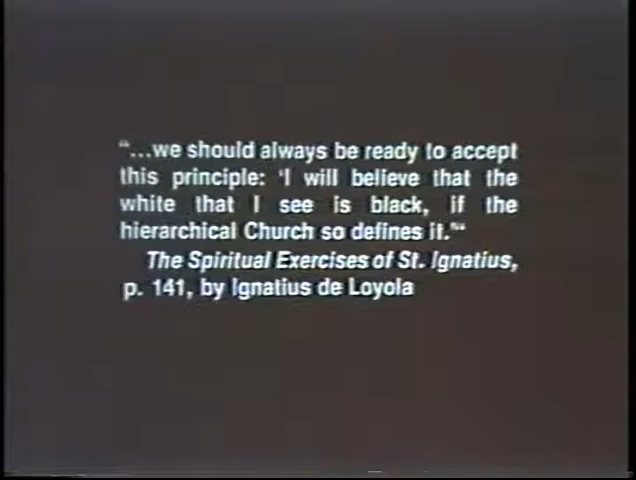 "...we should always be ready to accept
this principle: 'I will believe that the
white that I see is black, if the
hierarchical Church so defines it.'"
The Spiritual Exercises of St. Ignatius,
p. 141, by Ignatius de Loyola